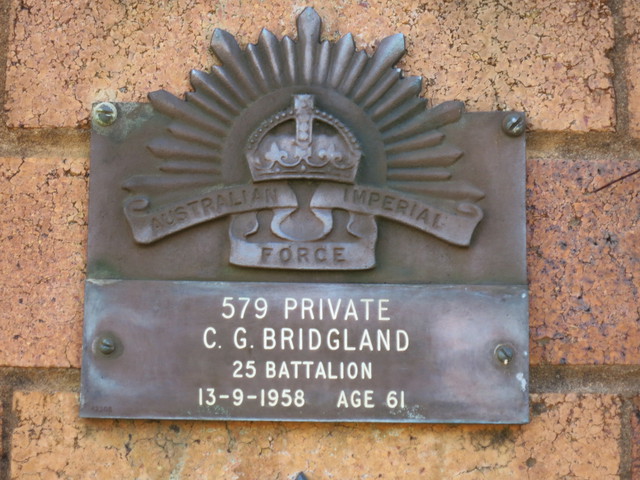 AUSTRALIAN IMPERIAL
FORCE
579 PRIVATE
C. G. BRIDGLAND
25 BATTALION
13-9-1958 AGE 61